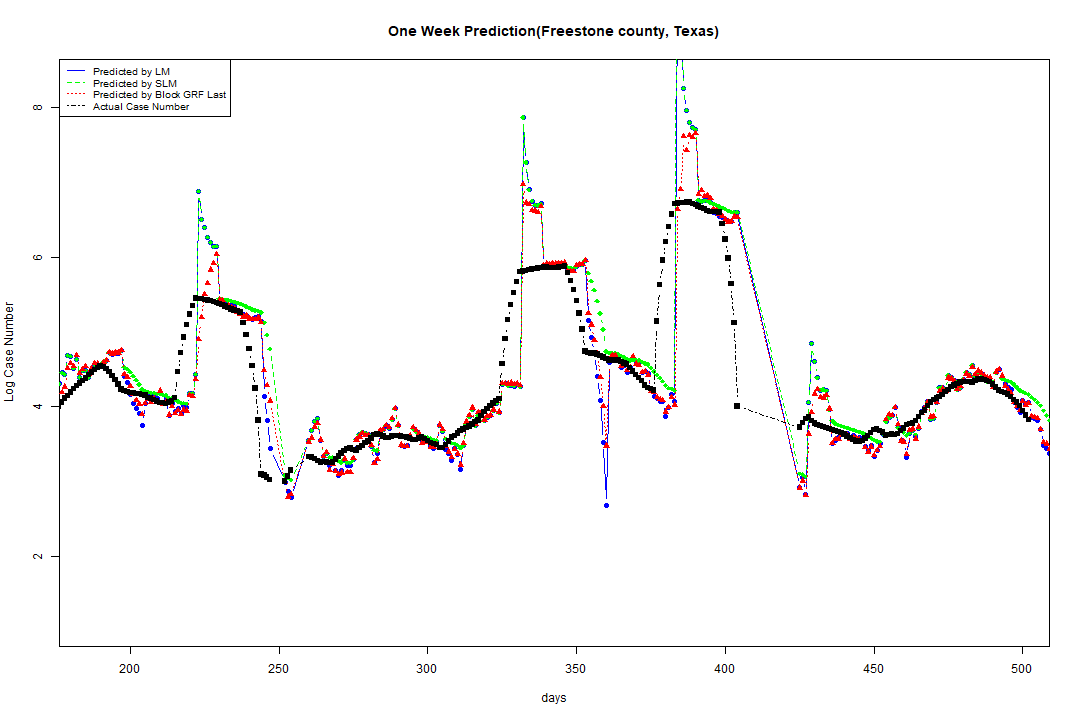 One Week Prediction(Freestone county, Texas)
Predicted by LM
Predicted by SLM
Predicted by Block GRF Last
Actual Case Number
8
6
4
2
Log Case Number
200 250 300 350 400 450 500
days